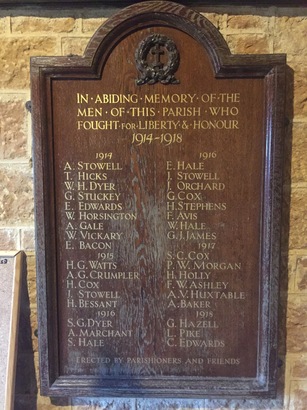 IN · ABIDING · MEMORY · OF · THE
MEN · OF · THIS · PARISH · WHO
FOUGHT · FOR · LIBERTY & HONOUR
1914-1918
1914
A. STOWELL
T. HICKS
W. H. DYER
G. STUCKEY
E. EDWARDS
W. HORSINGTON
A. GALE
W. VICKARY
E. BACON
1915
H. G. WATTS
A. G. CRUMPLER
H. COX
J. STOWELL
H. BESSANT
1916
S. G. DYER
A. MARCHANT
S. HALE
1916
E. HALE
J. STOWELL
J. ORCHARD
G. COX
H. STEPHENS
F. AVIS
W. HALE
G. J. JAMES
1917
S. C. COX
P. W. MORGAN
H. HOLLY
F. W. ASHLEY
A. V. HUXTABLE
A. BAKER
1918
G. HAZELL
L. PIKE
C. EDWARDS
ERECTED BY PARISHIONERS AND FRIENDS